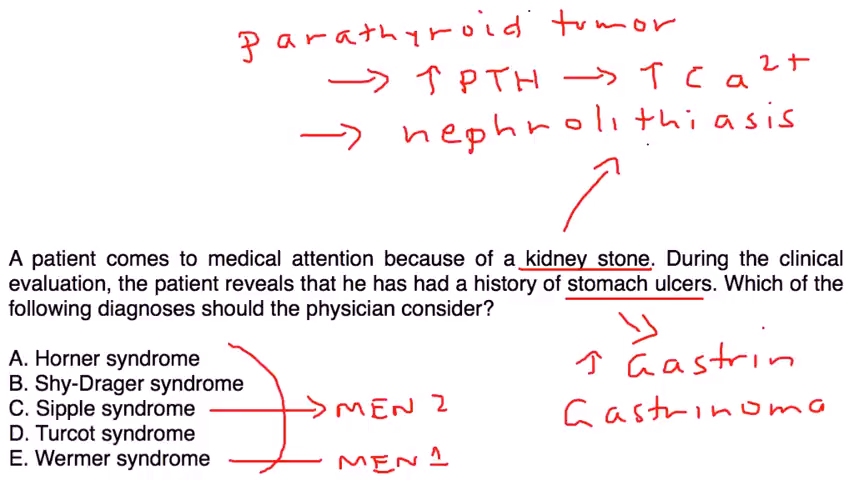 Parathyroid tumor
→ ↑ PTH → ↑ Ca²⁺
→ nephrolithiasis
A patient comes to medical attention because of a kidney stone. During the clinical
evaluation, the patient reveals that he has had a history of stomach ulcers. Which of the
following diagnoses should the physician consider?
A. Horner syndrome
B. Shy-Drager syndrome
C. Sipple syndrome → MEN 2
D. Turcot syndrome
E. Wermer syndrome — MEN 1
↑ Gastrin
Gastrinoma